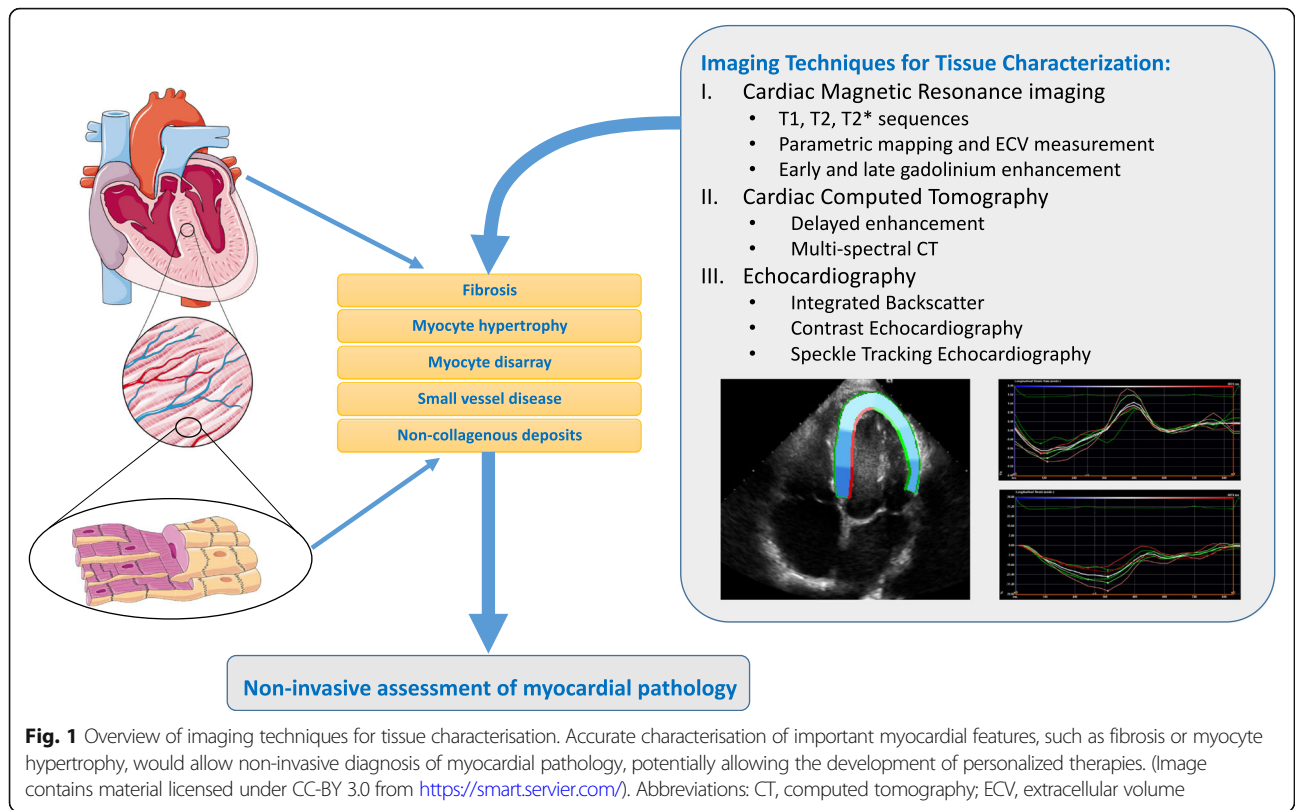 Imaging Techniques for Tissue Characterization:
I. Cardiac Magnetic Resonance imaging
• T1, T2, T2* sequences
• Parametric mapping and ECV measurement
• Early and late gadolinium enhancement
II. Cardiac Computed Tomography
• Delayed enhancement
• Multi-spectral CT
III. Echocardiography
• Integrated Backscatter
• Contrast Echocardiography
• Speckle Tracking Echocardiography
Fibrosis
Myocyte hypertrophy
Myocyte disarray
Small vessel disease
Non-collagenous deposits
Non-invasive assessment of myocardial pathology
Fig. 1 Overview of imaging techniques for tissue characterisation. Accurate characterisation of important myocardial features, such as fibrosis or myocyte
hypertrophy, would allow non-invasive diagnosis of myocardial pathology, potentially allowing the development of personalized therapies. (Image
contains material licensed under CC-BY 3.0 from https://smart.servier.com/). Abbreviations: CT, computed tomography; ECV, extracellular volume